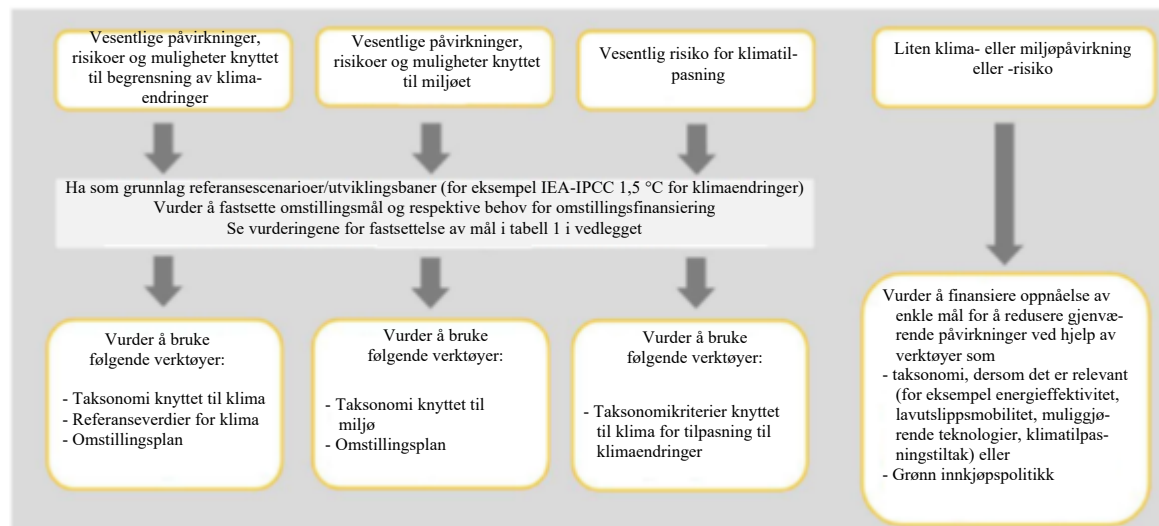 Vesentlige påvirkninger,
risikoer og muligheter knyttet
til begrensning av klima-
endringer
Vesentlige påvirkninger,
risikoer og muligheter knyttet
til miljøet
Vesentlig risiko for klimatil-
pasning
Liten klima- eller miljøpåvirkning
eller -risiko
Ha som grunnlag referansescenarioer/utviklingsbaner (for eksempel IEA-IPCC 1,5 °C for klimaendringer)
Vurder å fastsette omstillingsmål og respektive behov for omstillingsfinansiering
Se vurderingene for fastsettelse av mål i tabell 1 i vedlegget
Vurder å bruke
følgende verktøyer:
- Taksonomi knyttet til klima
- Referanseverdier for klima
- Omstillingsplan
Vurder å bruke
følgende verktøyer:
- Taksonomi knyttet til
miljø
- Omstillingsplan
Vurder å bruke
følgende verktøyer:
- Taksonomikriterier knyttet
til klima for tilpasning til
klimaendringer
Vurder å finansiere oppnåelse av
enkle mål for å redusere gjenvæ-
rende påvirkninger ved hjelp av
verktøyer som
- taksonomi, dersom det er relevant
(for eksempel energieffektivitet,
lavutslippsmobilitet, muliggjø-
rende teknologier, klimatilpas-
ningstiltak) eller
- Grønn innkjøpspolitikk